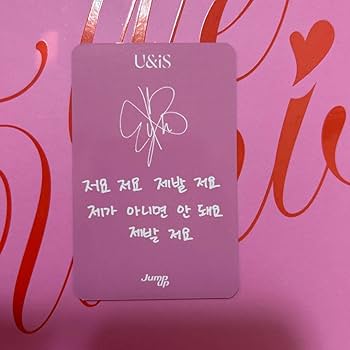 U&iS
저요 저요 제발 저요
제가 아니면 안 돼요
제발 저요
Jump
up